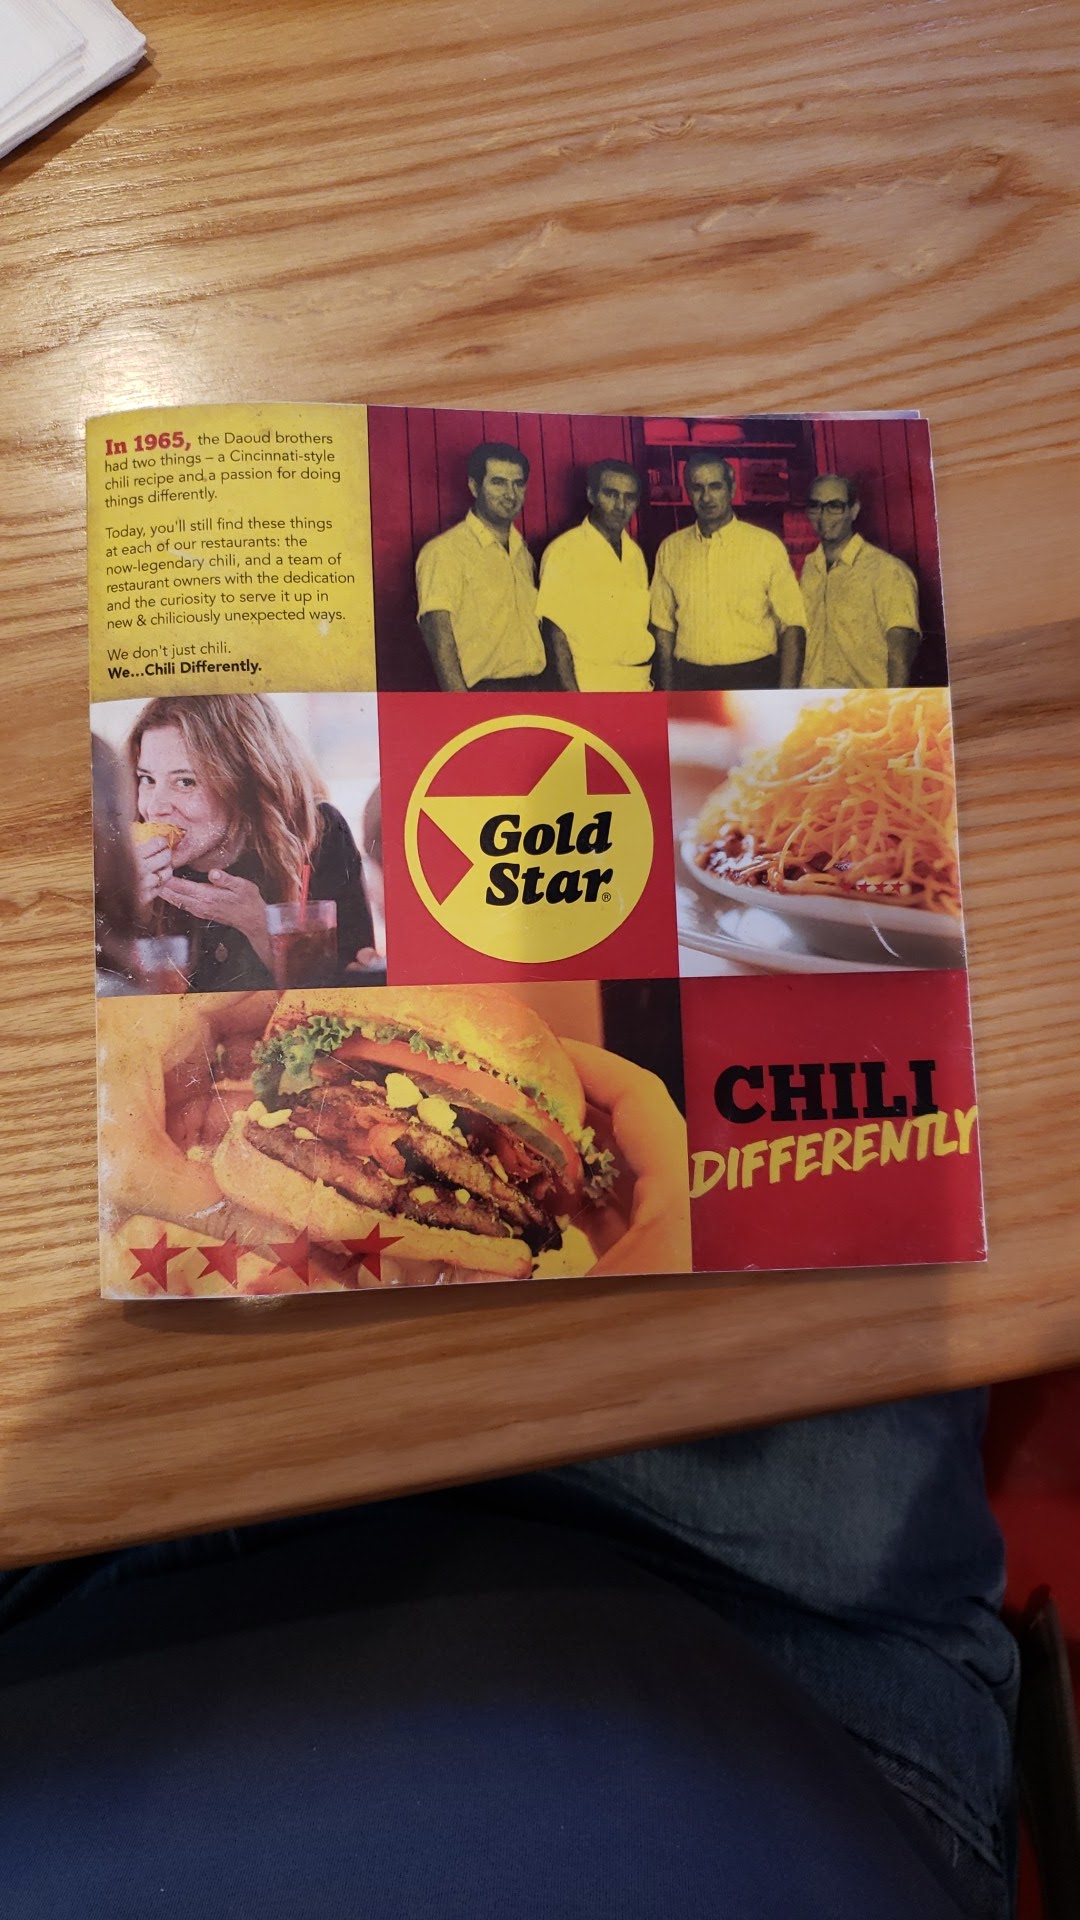 In 1965, the Daoud brothers
had two things – a Cincinnati-style
chili recipe and a passion for doing
things differently.
Today, you'll still find these things
at each of our restaurants: the
now-legendary chili, and a team of
restaurant owners with the dedication
and the curiosity to serve it up in
new & chiliciously unexpected ways.
We don't just chili.
We...Chili Differently.
Gold
Star®
CHILI
DIFFERENTLY